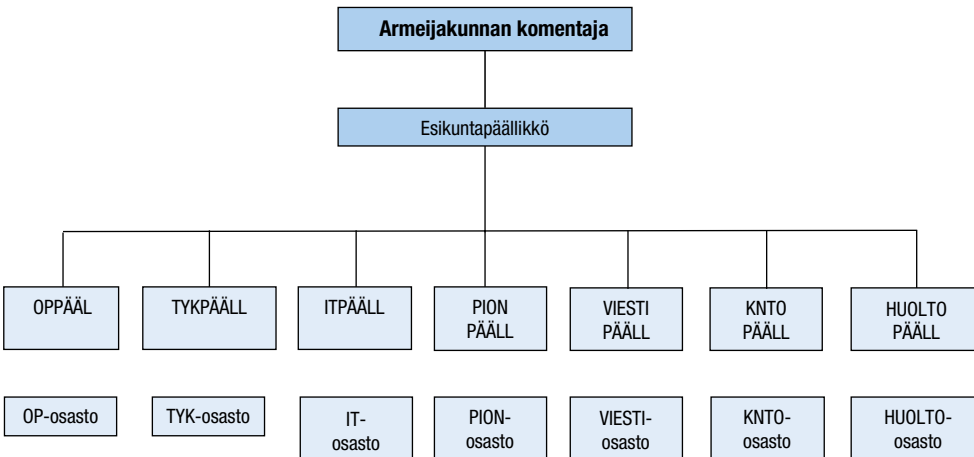 Armeijakunnan komentaja
Esikuntapäällikkö
OPPÄÄL
TYKPÄÄLL
ITPÄÄLL
PION
PÄÄLL
VIESTI
PÄÄLL
KNTO
PÄÄLL
HUOLTO
PÄÄLL
OP-osasto
TYK-osasto
IT-
osasto
PION-
osasto
VIESTI-
osasto
KNTO-
osasto
HUOLTO-
osasto